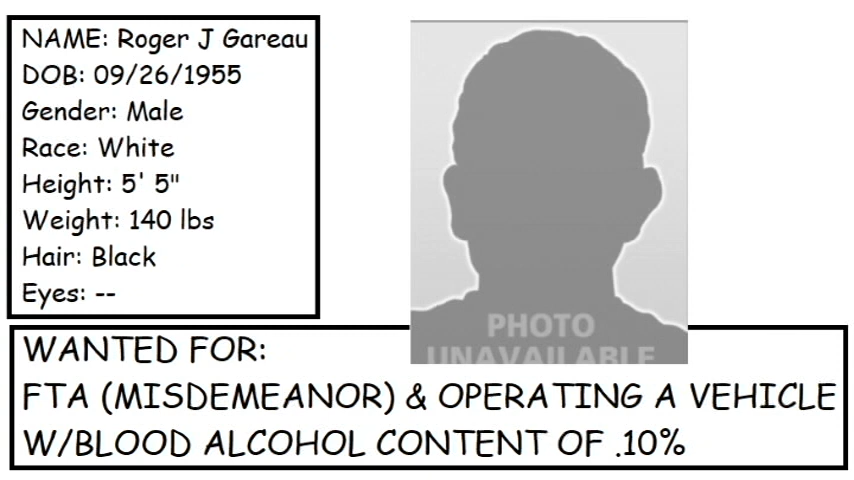 NAME: Roger J Gareau
DOB: 09/26/1955
Gender: Male
Race: White
Height: 5' 5"
Weight: 140 lbs
Hair: Black
Eyes: --
PHOTO
UNAVAILABLE
WANTED FOR:
FTA (MISDEMEANOR) & OPERATING A VEHICLE
W/BLOOD ALCOHOL CONTENT OF .10%